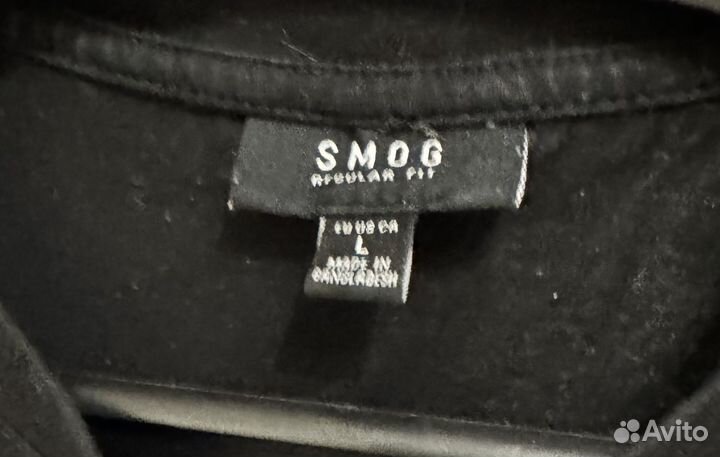 SMOG
REGULAR FIT
EU US CA
L
MADE IN
BANGLADESH
Avito